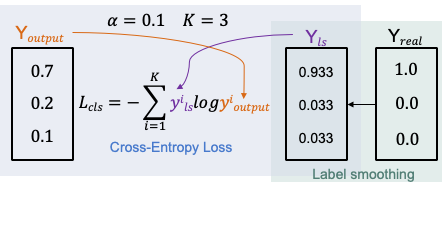 α = 0.1 K = 3
Y_output
Y_ls
Y_real
0.7
0.2
0.1
L_cls = − ∑_{i=1}^{K} y^i_ls log y^i_output
0.933
0.033
0.033
1.0
0.0
0.0
Cross-Entropy Loss
Label smoothing